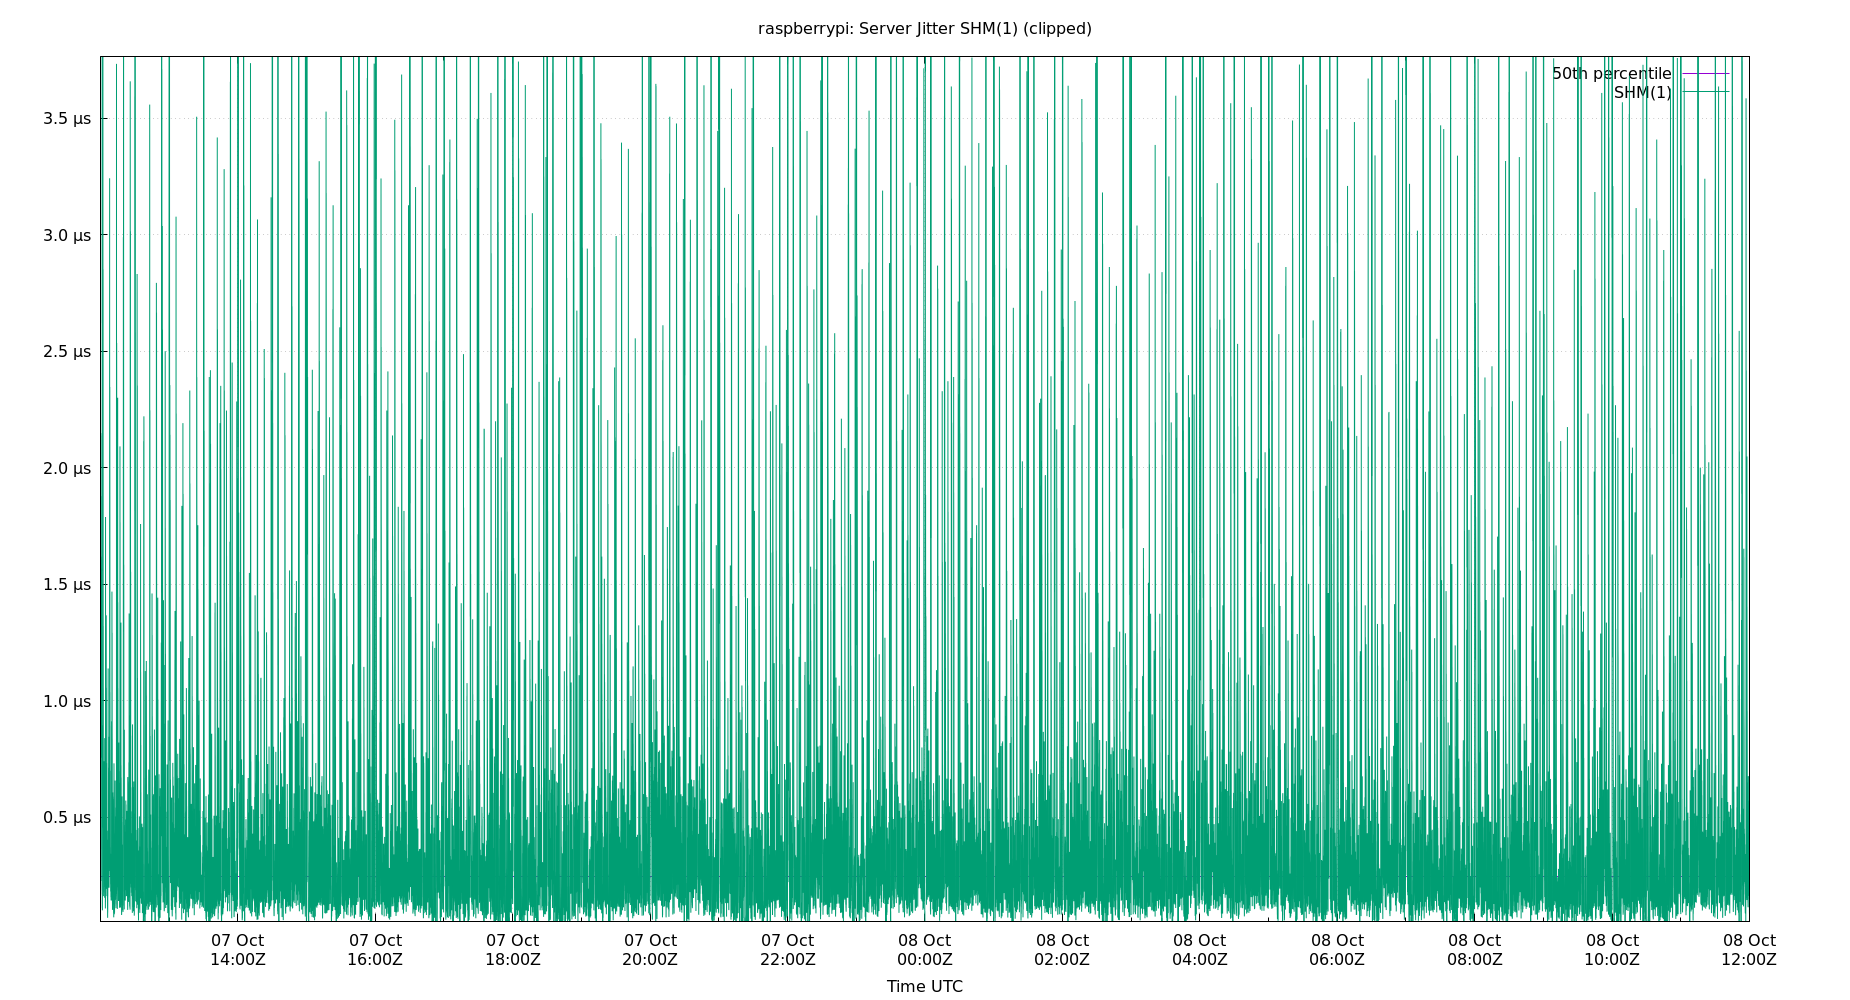 raspberrypi: Server Jitter SHM(1) (clipped)
50th percentile
SHM(1)
3.5 µs
3.0 µs
2.5 µs
2.0 µs
1.5 µs
1.0 µs
0.5 µs
07 Oct 07 Oct 07 Oct 07 Oct 07 Oct 08 Oct 08 Oct 08 Oct 08 Oct 08 Oct 08 Oct 08 Oct
14:00Z 16:00Z 18:00Z 20:00Z 22:00Z 00:00Z 02:00Z 04:00Z 06:00Z 08:00Z 10:00Z 12:00Z
Time UTC